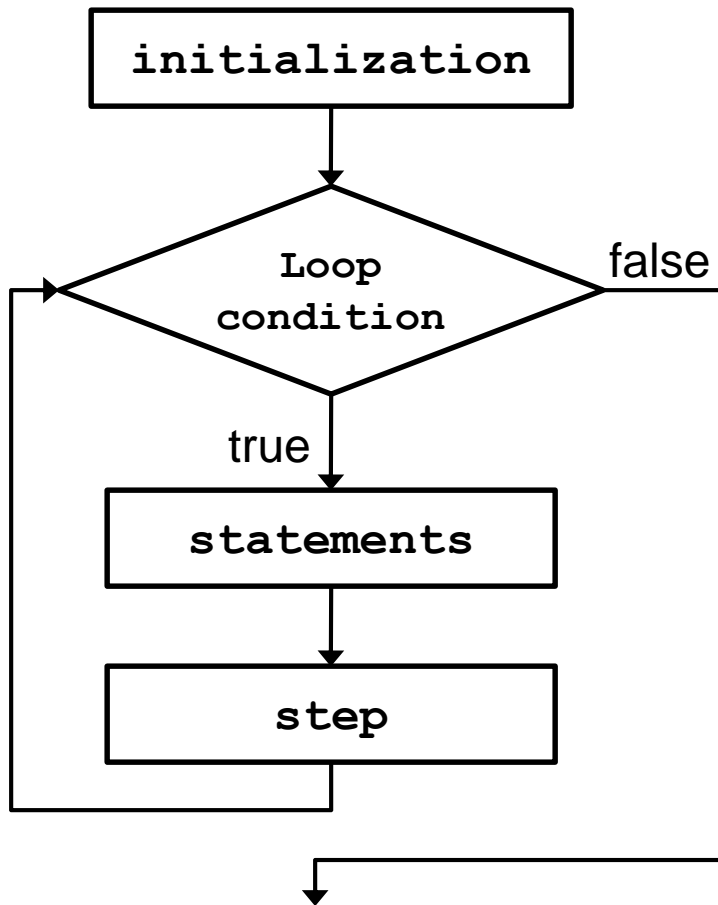 initialization
Loop
condition
false
true
statements
step